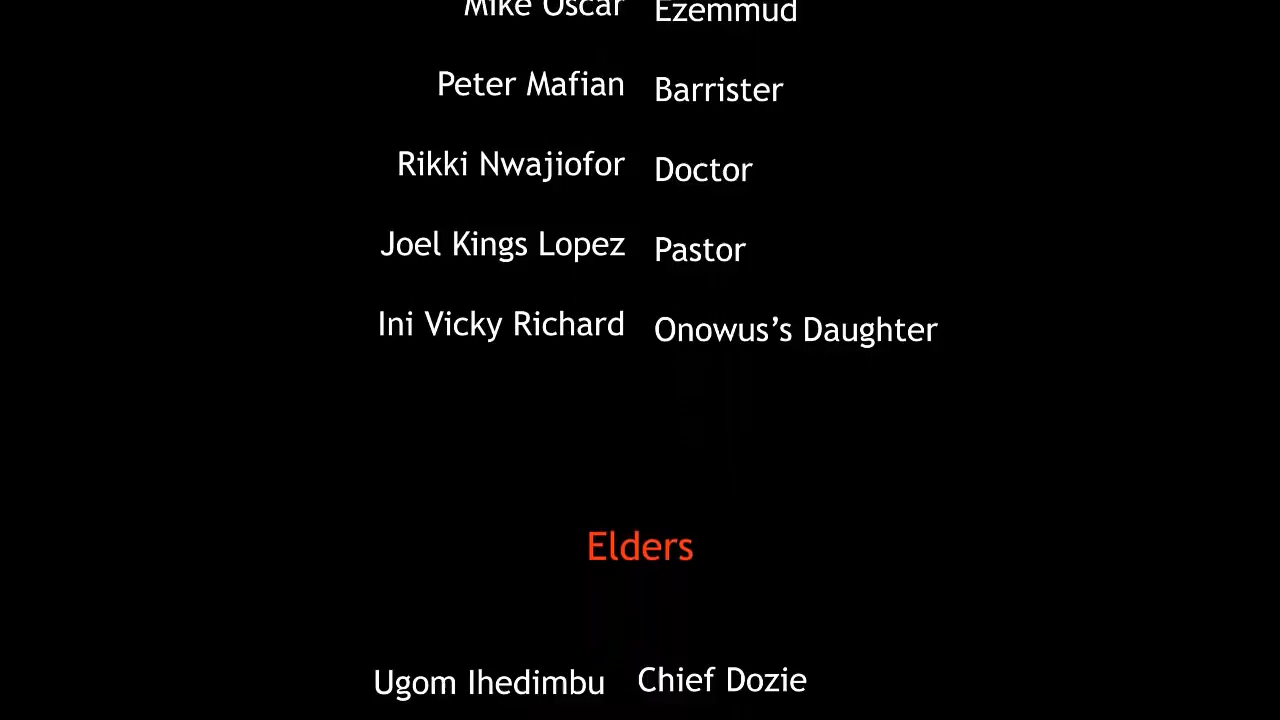 Mike Oscar Ezemmud
Peter Mafian Barrister
Rikki Nwajiofor Doctor
Joel Kings Lopez Pastor
Ini Vicky Richard Onowus’s Daughter
Elders
Ugom Ihedimbu Chief Dozie